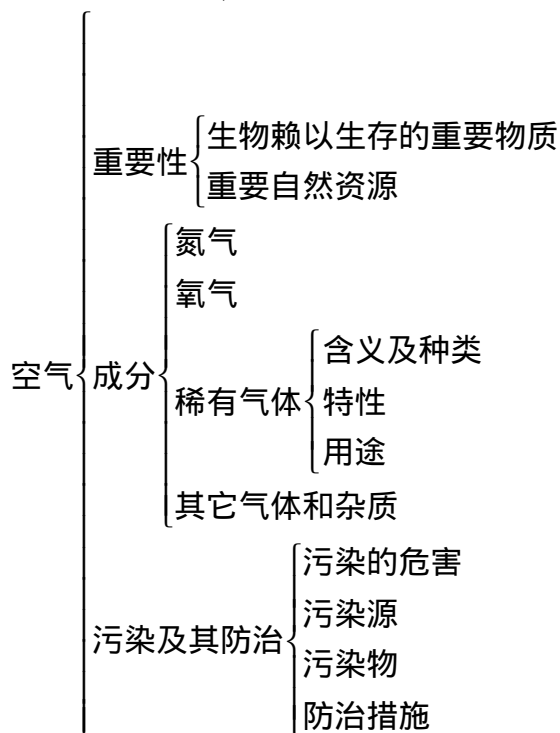 空气
重要性
生物赖以生存的重要物质
重要自然资源
成分
氮气
氧气
稀有气体
含义及种类
特性
用途
其它气体和杂质
污染及其防治
污染的危害
污染源
污染物
防治措施